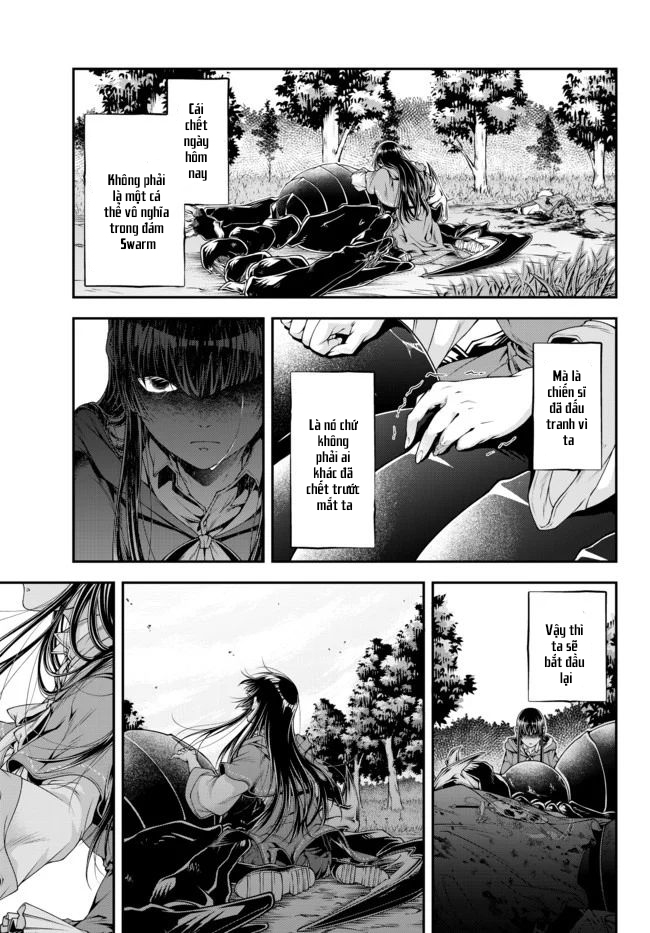 Cái
chết
ngày
hôm
nay
Không phải
là một cá
thể vô nghĩa
trong đám
Swarm
Mà là
chiến sĩ
đã đấu
tranh vì
ta
Là nó chứ
không
phải ai
khác đã
chết trước
mắt ta
Vậy thì
ta sẽ
bắt đầu
lại